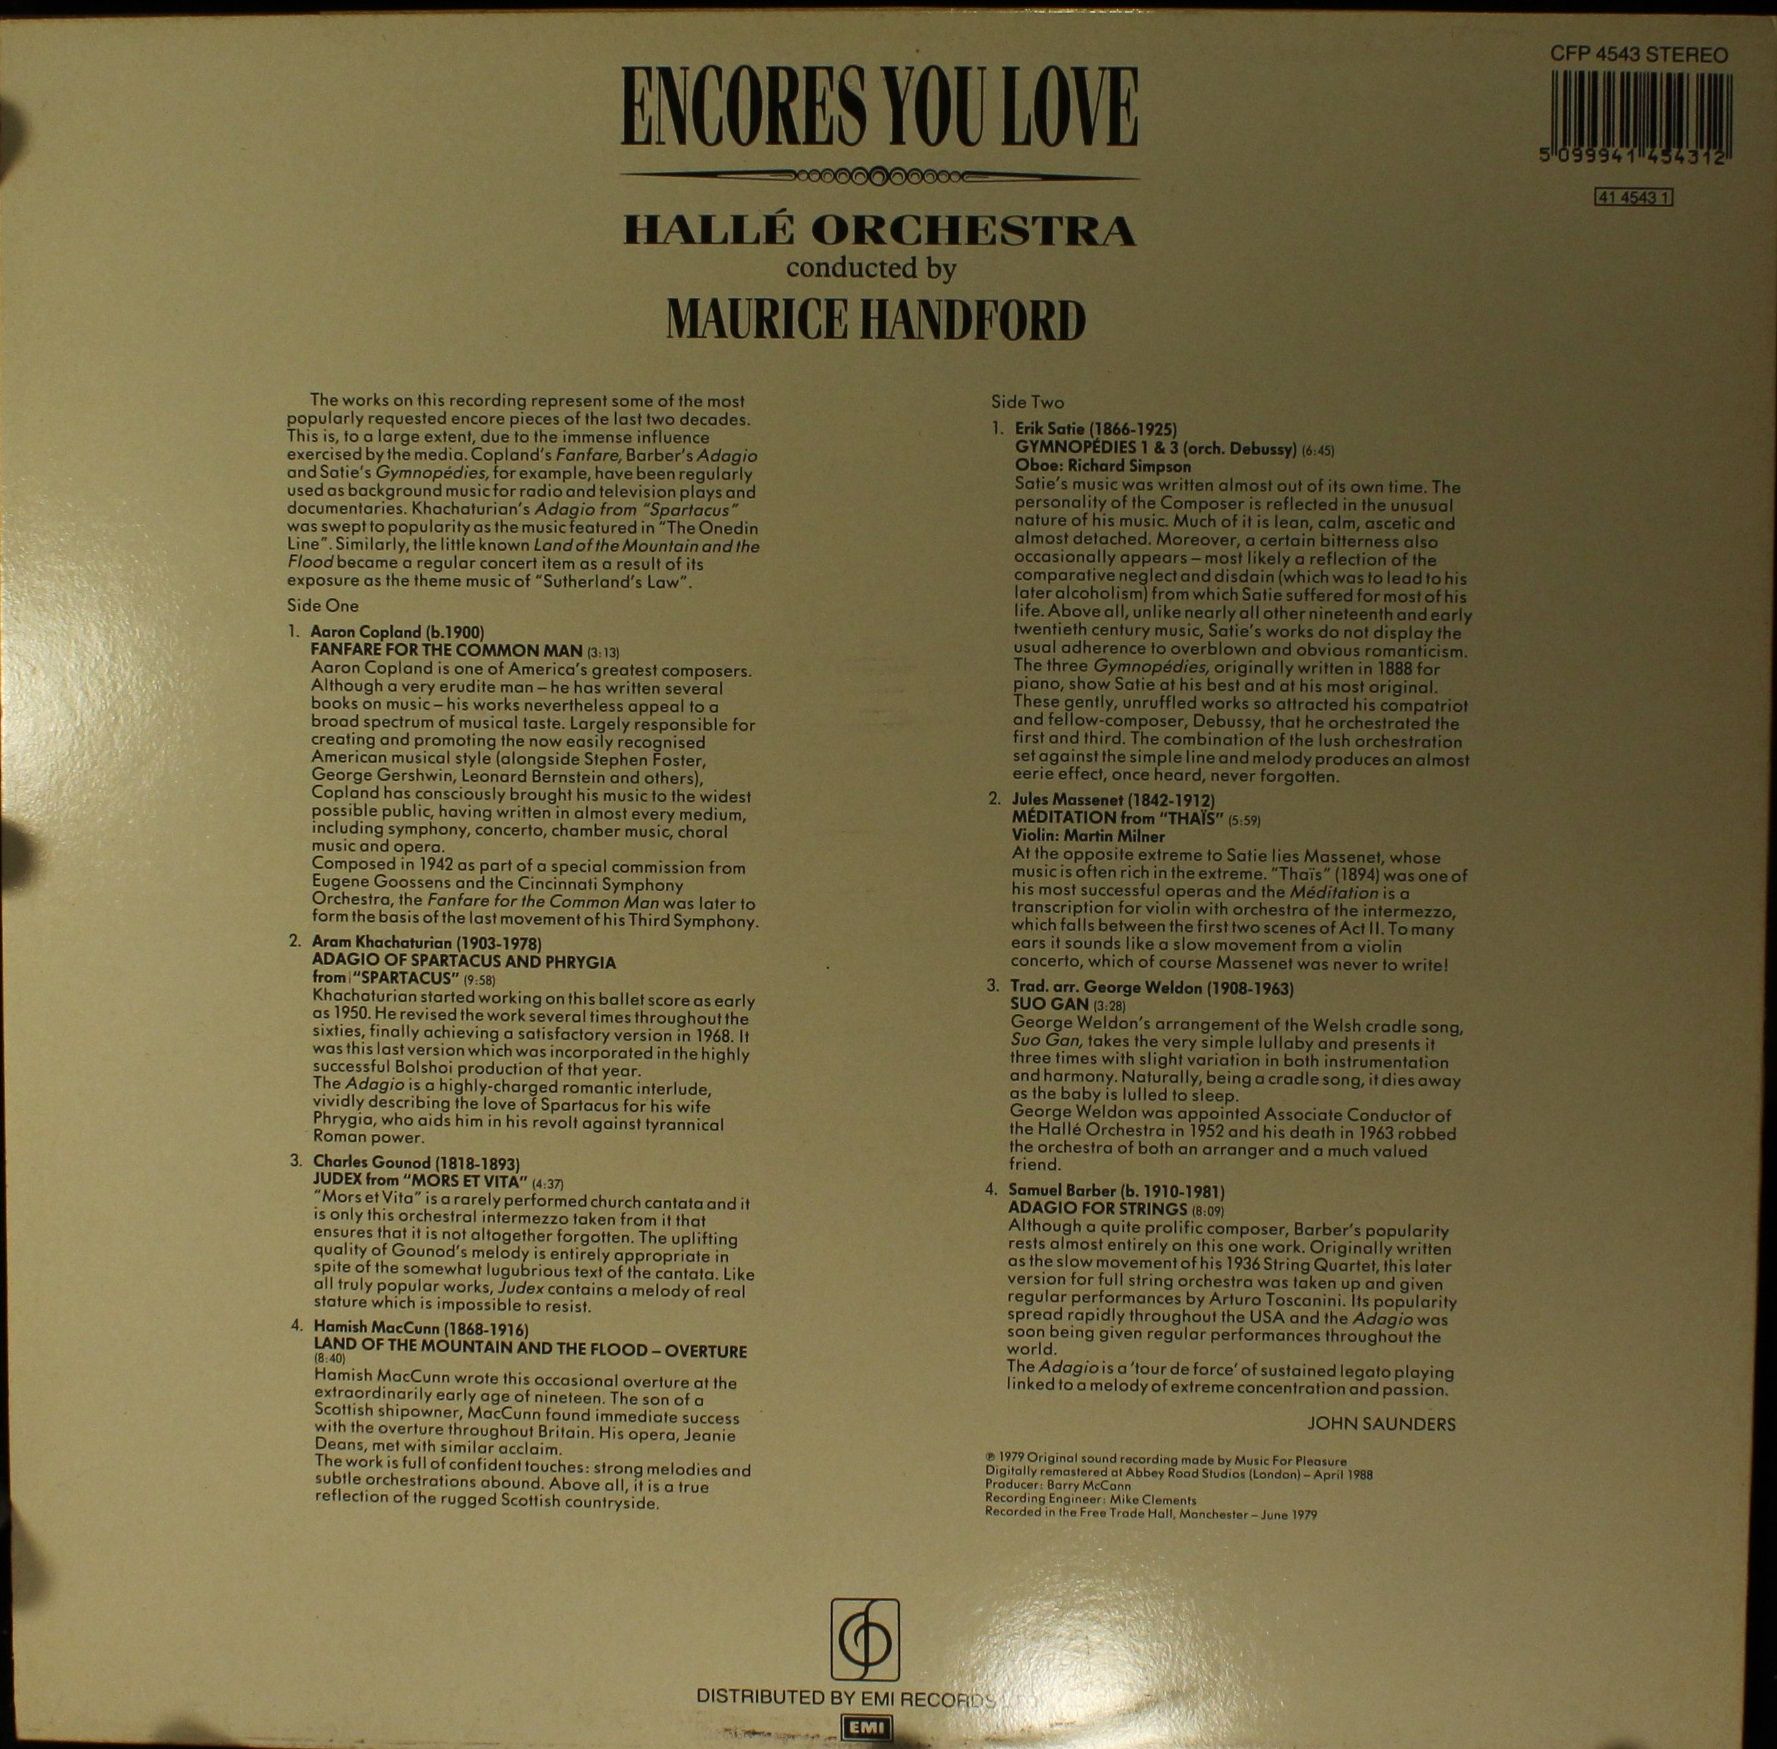 CFP 4543 STEREO
5 099941 454312
41 4543 1
ENCORES YOU LOVE
HALLÉ ORCHESTRA
conducted by
MAURICE HANDFORD
The works on this recording represent some of the most
popularly requested encore pieces of the last two decades.
This is, to a large extent, due to the immense influence
exercised by the media. Copland's Fanfare, Barber's Adagio
and Satie's Gymnopédies, for example, have been regularly
used as background music for radio and television plays and
documentaries. Khachaturian's Adagio from "Spartacus"
was swept to popularity as the music featured in "The Onedin
Line". Similarly, the little known Land of the Mountain and the
Flood became a regular concert item as a result of its
exposure as the theme music of "Sutherland's Law".
Side One
1. Aaron Copland (b.1900)
FANFARE FOR THE COMMON MAN (3:13)
Aaron Copland is one of America's greatest composers.
Although a very erudite man – he has written several
books on music – his works nevertheless appeal to a
broad spectrum of musical taste. Largely responsible for
creating and promoting the now easily recognised
American musical style (alongside Stephen Foster,
George Gershwin, Leonard Bernstein and others),
Copland has consciously brought his music to the widest
possible public, having written in almost every medium,
including symphony, concerto, chamber music, choral
music and opera.
Composed in 1942 as part of a special commission from
Eugene Goossens and the Cincinnati Symphony
Orchestra, the Fanfare for the Common Man was later to
form the basis of the last movement of his Third Symphony.
2. Aram Khachaturian (1903-1978)
ADAGIO OF SPARTACUS AND PHRYGIA
from "SPARTACUS" (9:58)
Khachaturian started working on this ballet score as early
as 1950. He revised the work several times throughout the
sixties, finally achieving a satisfactory version in 1968. It
was this last version which was incorporated in the highly
successful Bolshoi production of that year.
The Adagio is a highly-charged romantic interlude,
vividly describing the love of Spartacus for his wife
Phrygia, who aids him in his revolt against tyrannical
Roman power.
3. Charles Gounod (1818-1893)
JUDEX from "MORS ET VITA" (4:37)
"Mors et Vita" is a rarely performed church cantata and it
is only this orchestral intermezzo taken from it that
ensures that it is not altogether forgotten. The uplifting
quality of Gounod's melody is entirely appropriate in
spite of the somewhat lugubrious text of the cantata. Like
all truly popular works, Judex contains a melody of real
stature which is impossible to resist.
4. Hamish MacCunn (1868-1916)
LAND OF THE MOUNTAIN AND THE FLOOD – OVERTURE
(8:40)
Hamish MacCunn wrote this occasional overture at the
extraordinarily early age of nineteen. The son of a
Scottish shipowner, MacCunn found immediate success
with the overture throughout Britain. His opera, Jeanie
Deans, met with similar acclaim.
The work is full of confident touches: strong melodies and
subtle orchestrations abound. Above all, it is a true
reflection of the rugged Scottish countryside.
Side Two
1. Erik Satie (1866-1925)
GYMNOPÉDIES 1 & 3 (orch. Debussy) (6:45)
Oboe: Richard Simpson
Satie's music was written almost out of its own time. The
personality of the Composer is reflected in the unusual
nature of his music. Much of it is lean, calm, ascetic and
almost detached. Moreover, a certain bitterness also
occasionally appears – most likely a reflection of the
comparative neglect and disdain (which was to lead to his
later alcoholism) from which Satie suffered for most of his
life. Above all, unlike nearly all other nineteenth and early
twentieth century music, Satie's works do not display the
usual adherence to overblown and obvious romanticism.
The three Gymnopédies, originally written in 1888 for
piano, show Satie at his best and at his most original.
These gently, unruffled works so attracted his compatriot
and fellow-composer, Debussy, that he orchestrated the
first and third. The combination of the lush orchestration
set against the simple line and melody produces an almost
eerie effect, once heard, never forgotten.
2. Jules Massenet (1842-1912)
MÉDITATION from "THAÏS" (5:59)
Violin: Martin Milner
At the opposite extreme to Satie lies Massenet, whose
music is often rich in the extreme. "Thaïs" (1894) was one of
his most successful operas and the Méditation is a
transcription for violin with orchestra of the intermezzo,
which falls between the first two scenes of Act II. To many
ears it sounds like a slow movement from a violin
concerto, which of course Massenet was never to write!
3. Trad. arr. George Weldon (1908-1963)
SUO GAN (3:28)
George Weldon's arrangement of the Welsh cradle song,
Suo Gan, takes the very simple lullaby and presents it
three times with slight variation in both instrumentation
and harmony. Naturally, being a cradle song, it dies away
as the baby is lulled to sleep.
George Weldon was appointed Associate Conductor of
the Hallé Orchestra in 1952 and his death in 1963 robbed
the orchestra of both an arranger and a much valued
friend.
4. Samuel Barber (b. 1910-1981)
ADAGIO FOR STRINGS (8:09)
Although a quite prolific composer, Barber's popularity
rests almost entirely on this one work. Originally written
as the slow movement of his 1936 String Quartet, this later
version for full string orchestra was taken up and given
regular performances by Arturo Toscanini. Its popularity
spread rapidly throughout the USA and the Adagio was
soon being given regular performances throughout the
world.
The Adagio is a 'tour de force' of sustained legato playing
linked to a melody of extreme concentration and passion.
JOHN SAUNDERS
℗ 1979 Original sound recording made by Music For Pleasure
Digitally remastered at Abbey Road Studios (London) – April 1988
Producer: Barry McCann
Recording Engineer: Mike Clements
Recorded in the Free Trade Hall, Manchester – June 1979
DISTRIBUTED BY EMI RECORDS
EMI